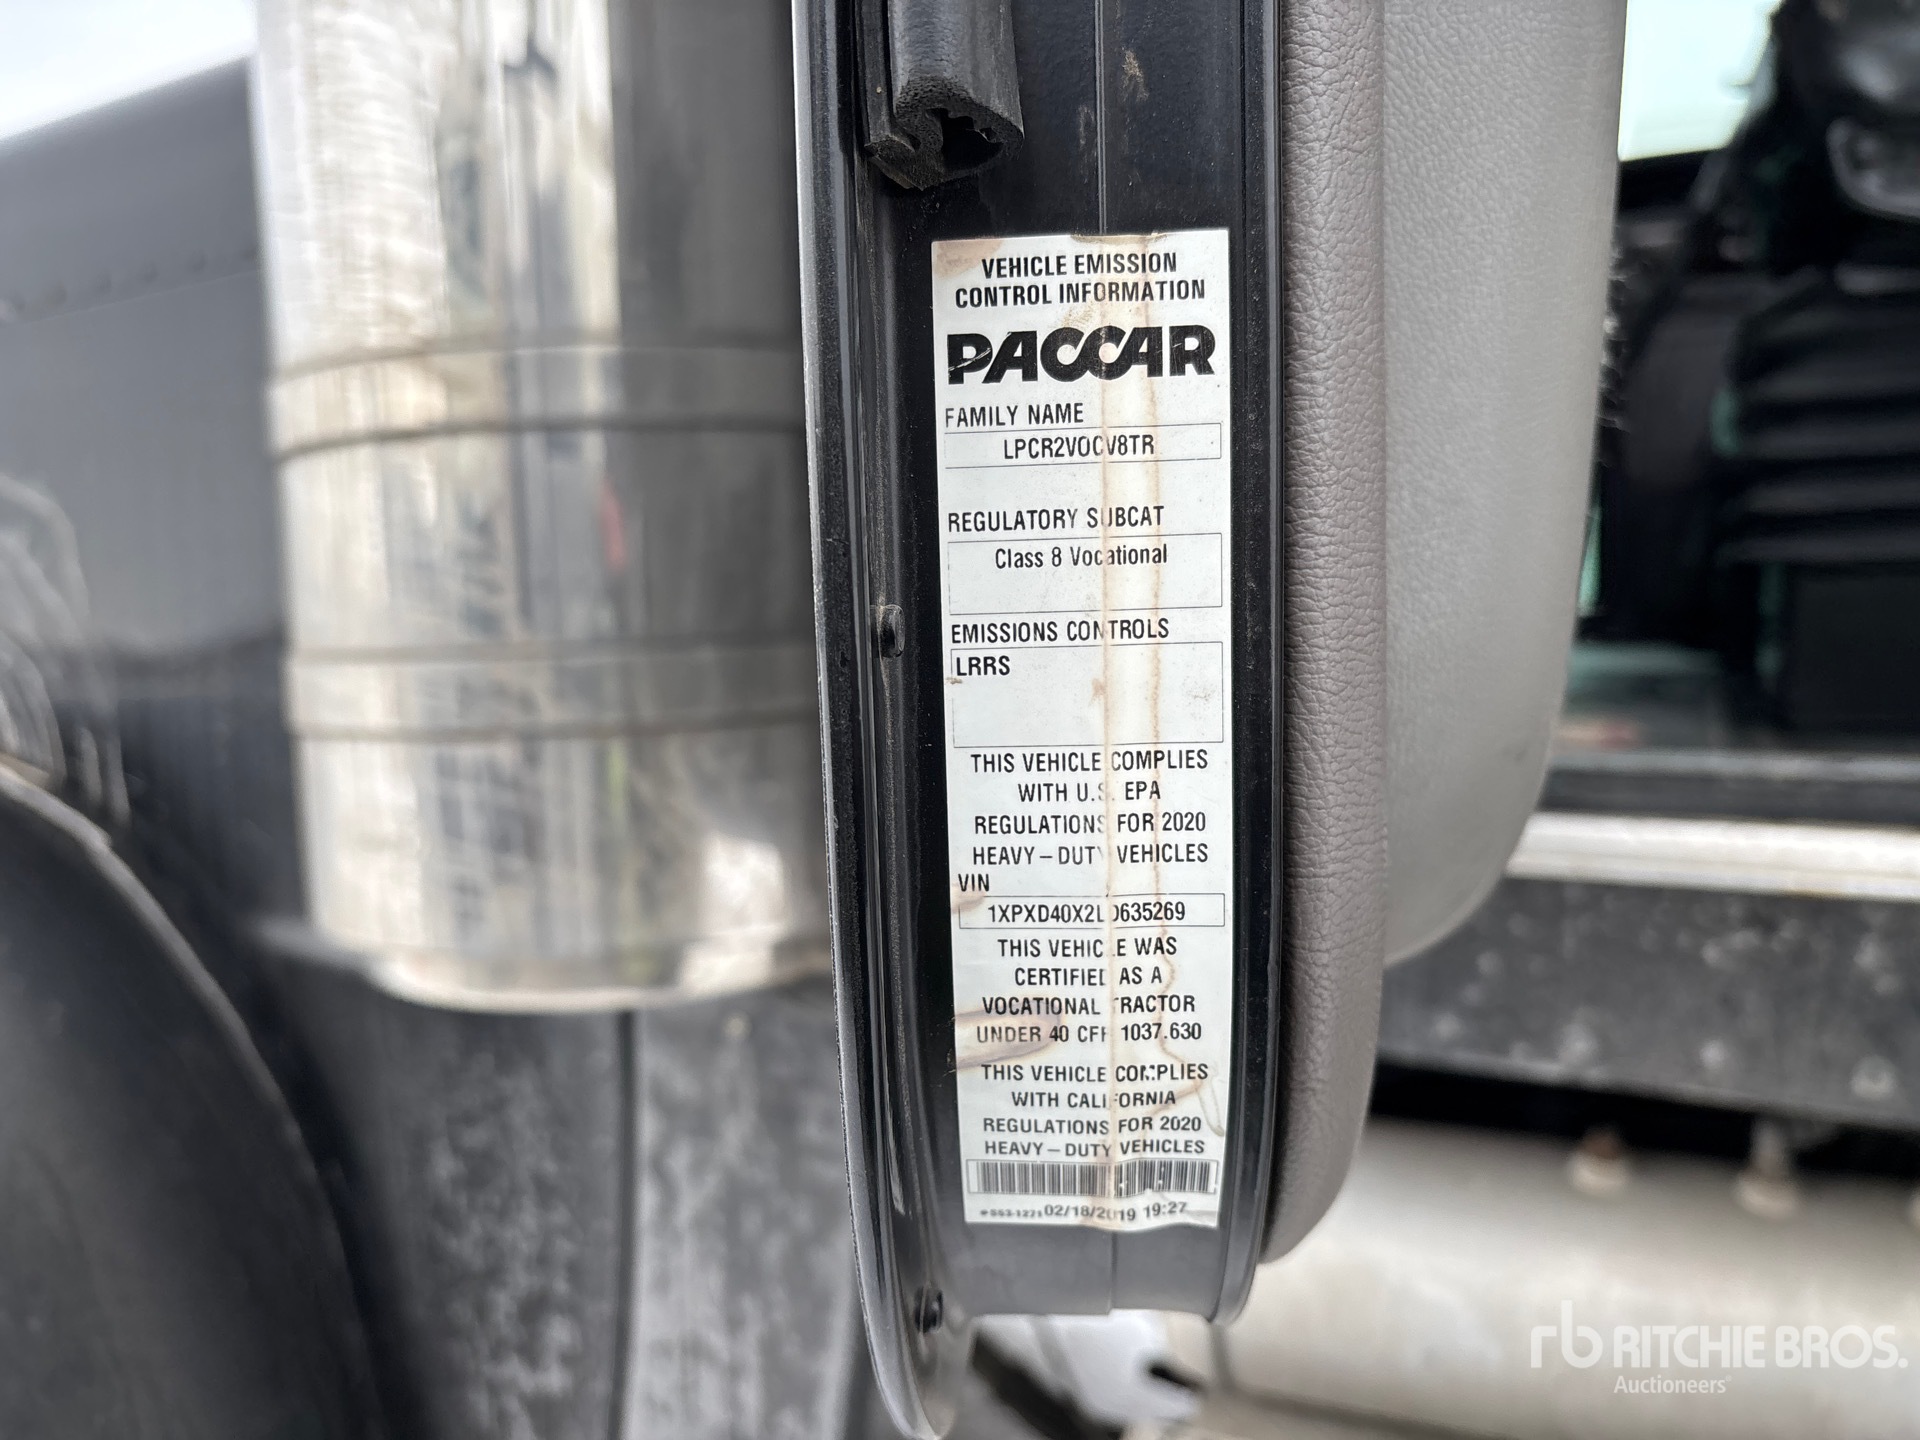 VEHICLE EMISSION
CONTROL INFORMATION
PACCAR
FAMILY NAME
LPCR2VOCV8TR
REGULATORY SUBCAT
Class 8 Vocational
EMISSIONS CONTROLS
LRRS
THIS VEHICLE COMPLIES
WITH U.S. EPA
REGULATIONS FOR 2020
HEAVY-DUTY VEHICLES
VIN
1XPXD40X2LD635269
THIS VEHICLE WAS
CERTIFIED AS A
VOCATIONAL TRACTOR
UNDER 40 CFR 1037.630
THIS VEHICLE COMPLIES
WITH CALIFORNIA
REGULATIONS FOR 2020
HEAVY-DUTY VEHICLES
02/18/2019 19:27
rb RITCHIE BROS.
Auctioneers